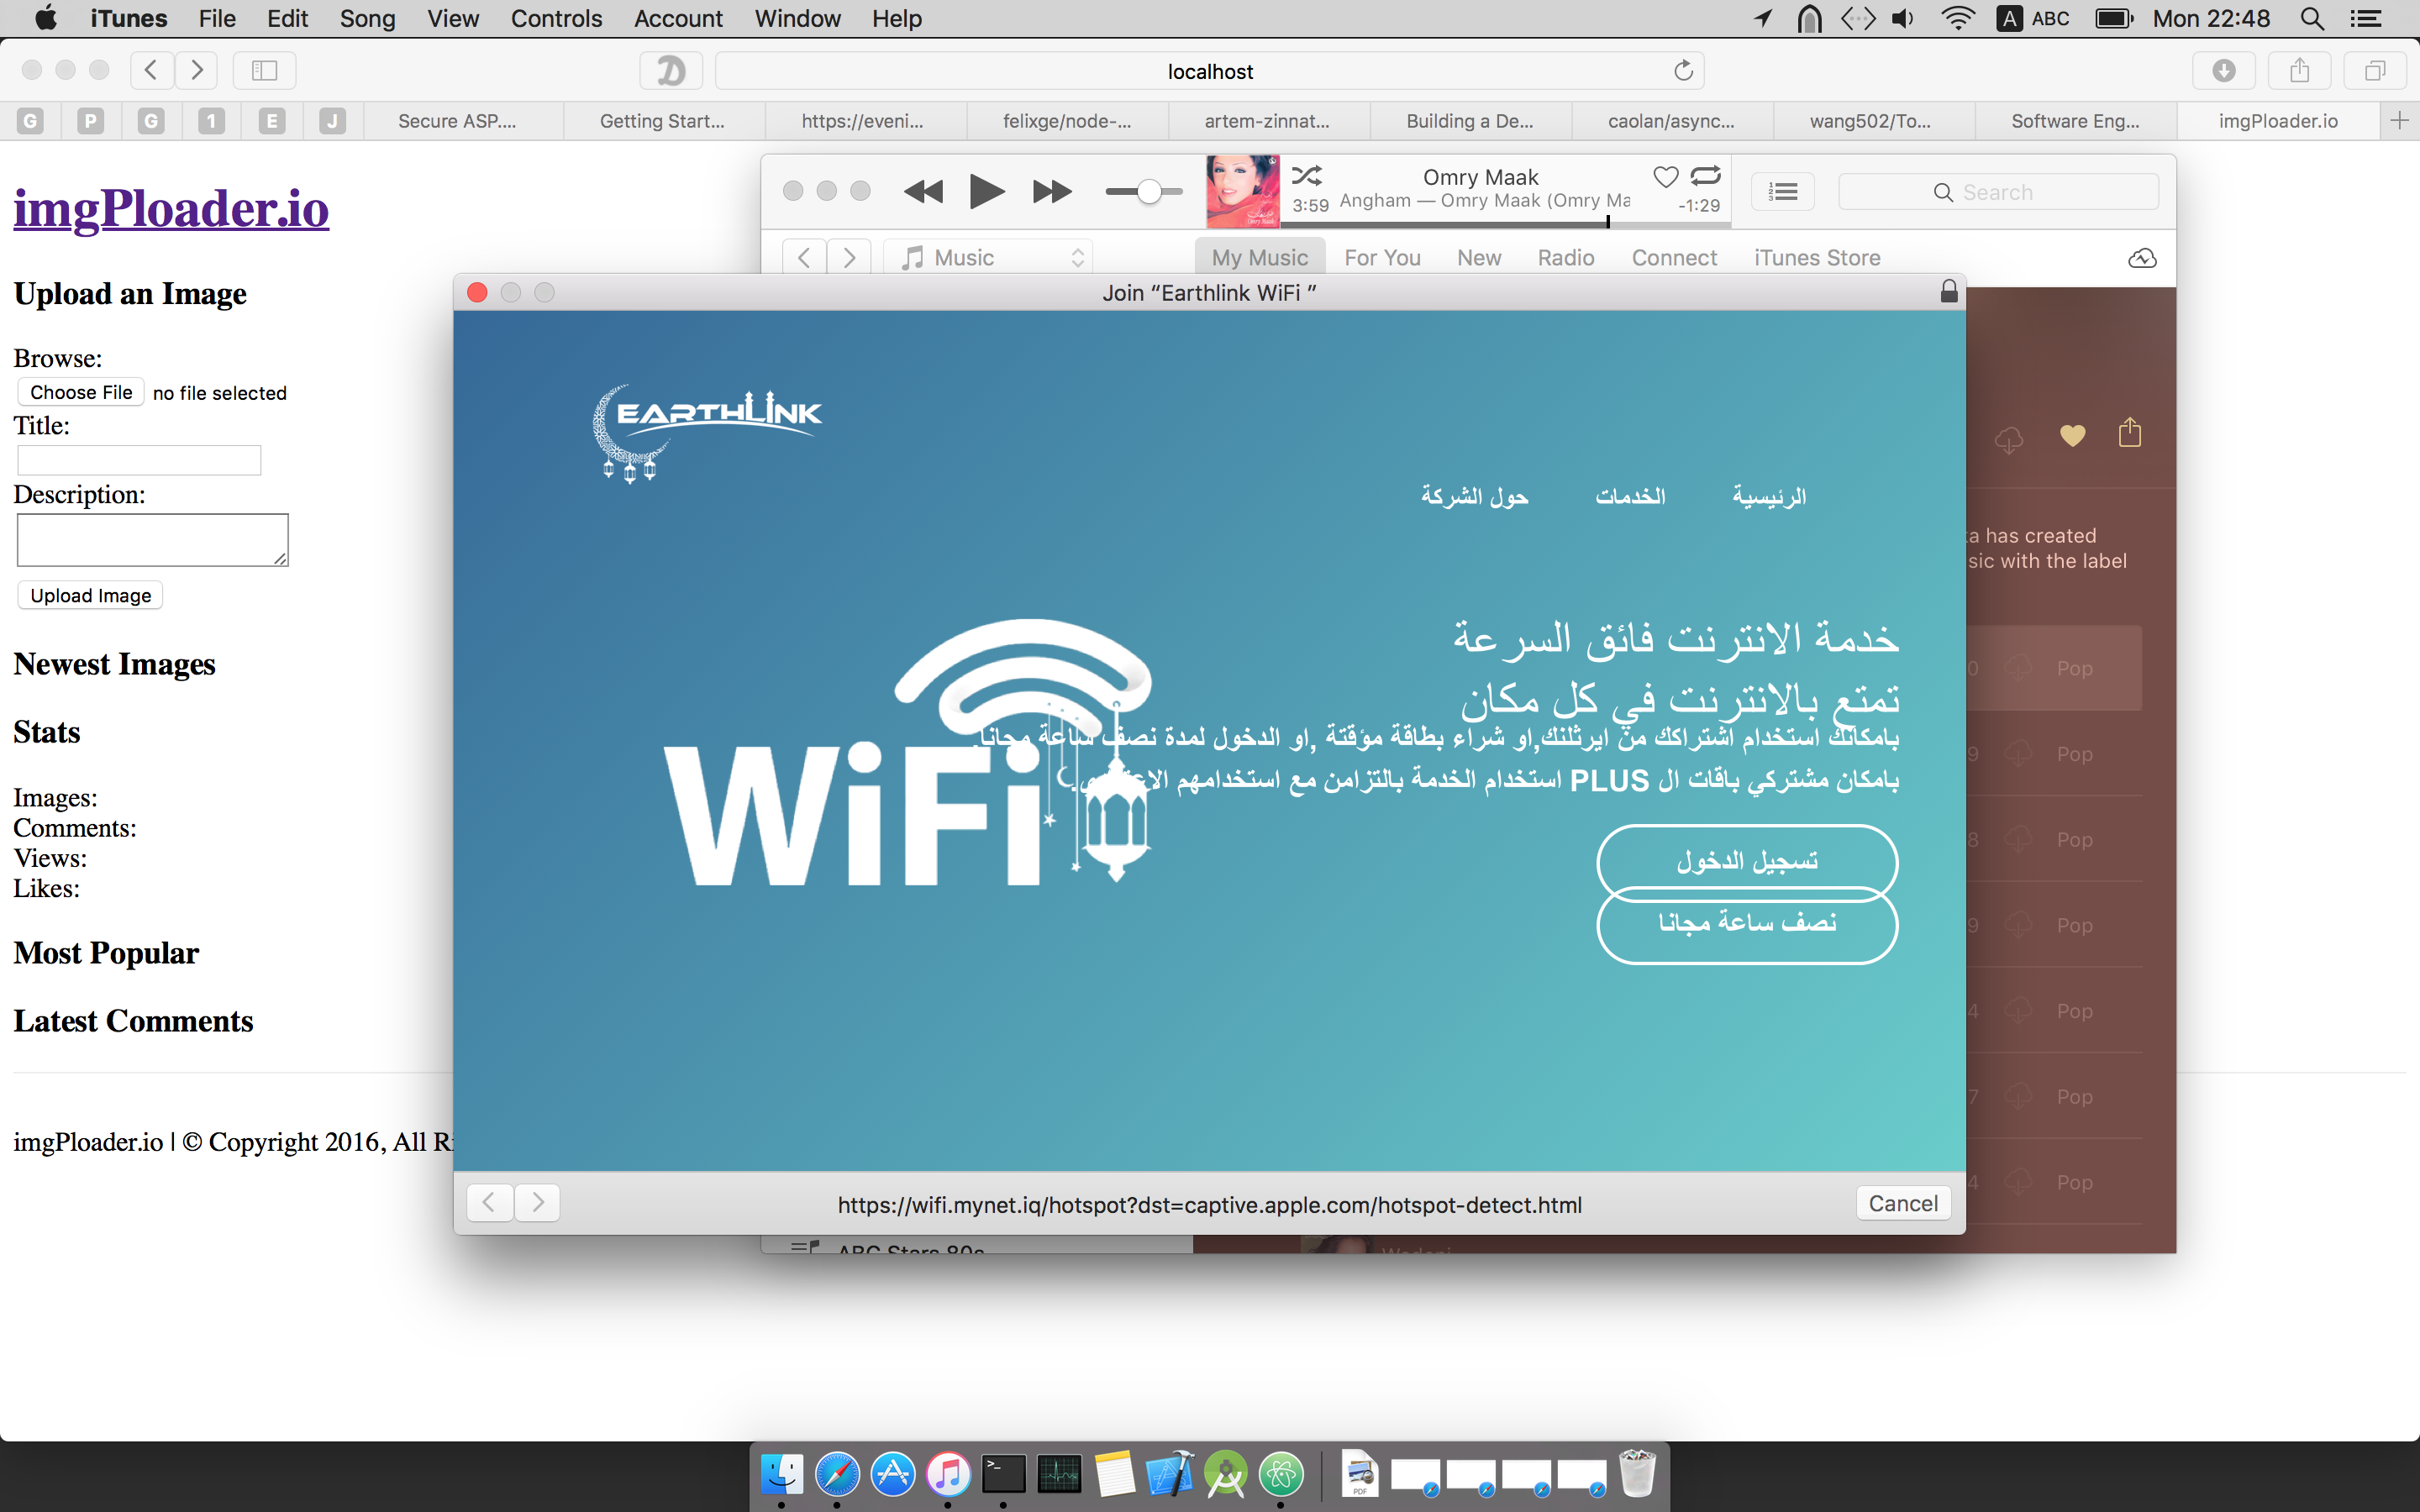 iTunes File Edit Song View Controls Account Window Help
A ABC Mon 22:48
localhost
G P G 1 E J Secure ASP.... Getting Start... https://eveni... felixge/node-... artem-zinnat... Building a De... caolan/async... wang502/To... Software Eng... imgPloader.io
imgPloader.io
Upload an Image
Browse:
Choose File no file selected
Title:
Description:
Upload Image
Newest Images
Stats
Images:
Comments:
Views:
Likes:
Most Popular
Latest Comments
imgPloader.io | © Copyright 2016, All
Omry Maak
3:59 Angham — Omry Maak (Omry Ma -1:29
Search
Music My Music For You New Radio Connect iTunes Store
Join “Earthlink WiFi ”
EARTHLINK
الرئيسية الخدمات حول الشركة
WiFi
خدمة الانترنت فائق السرعة
تمتع بالانترنت في كل مكان
بامكانك استخدام اشتراكك من ايرثلنك,او شراء بطاقة مؤقتة ,او الدخول لمدة نصف ساعة مجانا.
بامكان مشتركي باقات ال PLUS استخدام الخدمة بالتزامن مع استخدامهم
تسجيل الدخول
نصف ساعة مجانا
https://wifi.mynet.iq/hotspot?dst=captive.apple.com/hotspot-detect.html
Cancel
has created
with the label
Pop
Pop
Pop
Pop
Pop
Pop
Pop
ABC Stars 80s
PDF